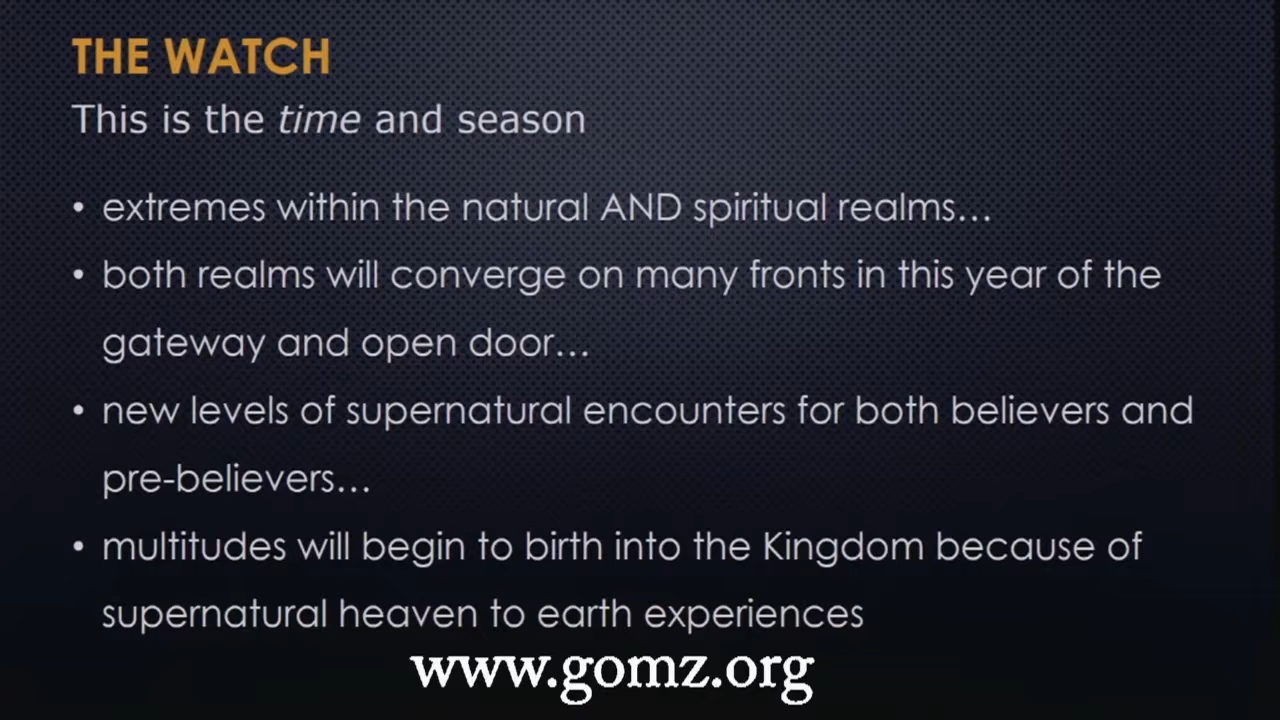 THE WATCH
This is the time and season
• extremes within the natural AND spiritual realms...
• both realms will converge on many fronts in this year of the
gateway and open door...
• new levels of supernatural encounters for both believers and
pre-believers...
• multitudes will begin to birth into the Kingdom because of
supernatural heaven to earth experiences
www.gomz.org